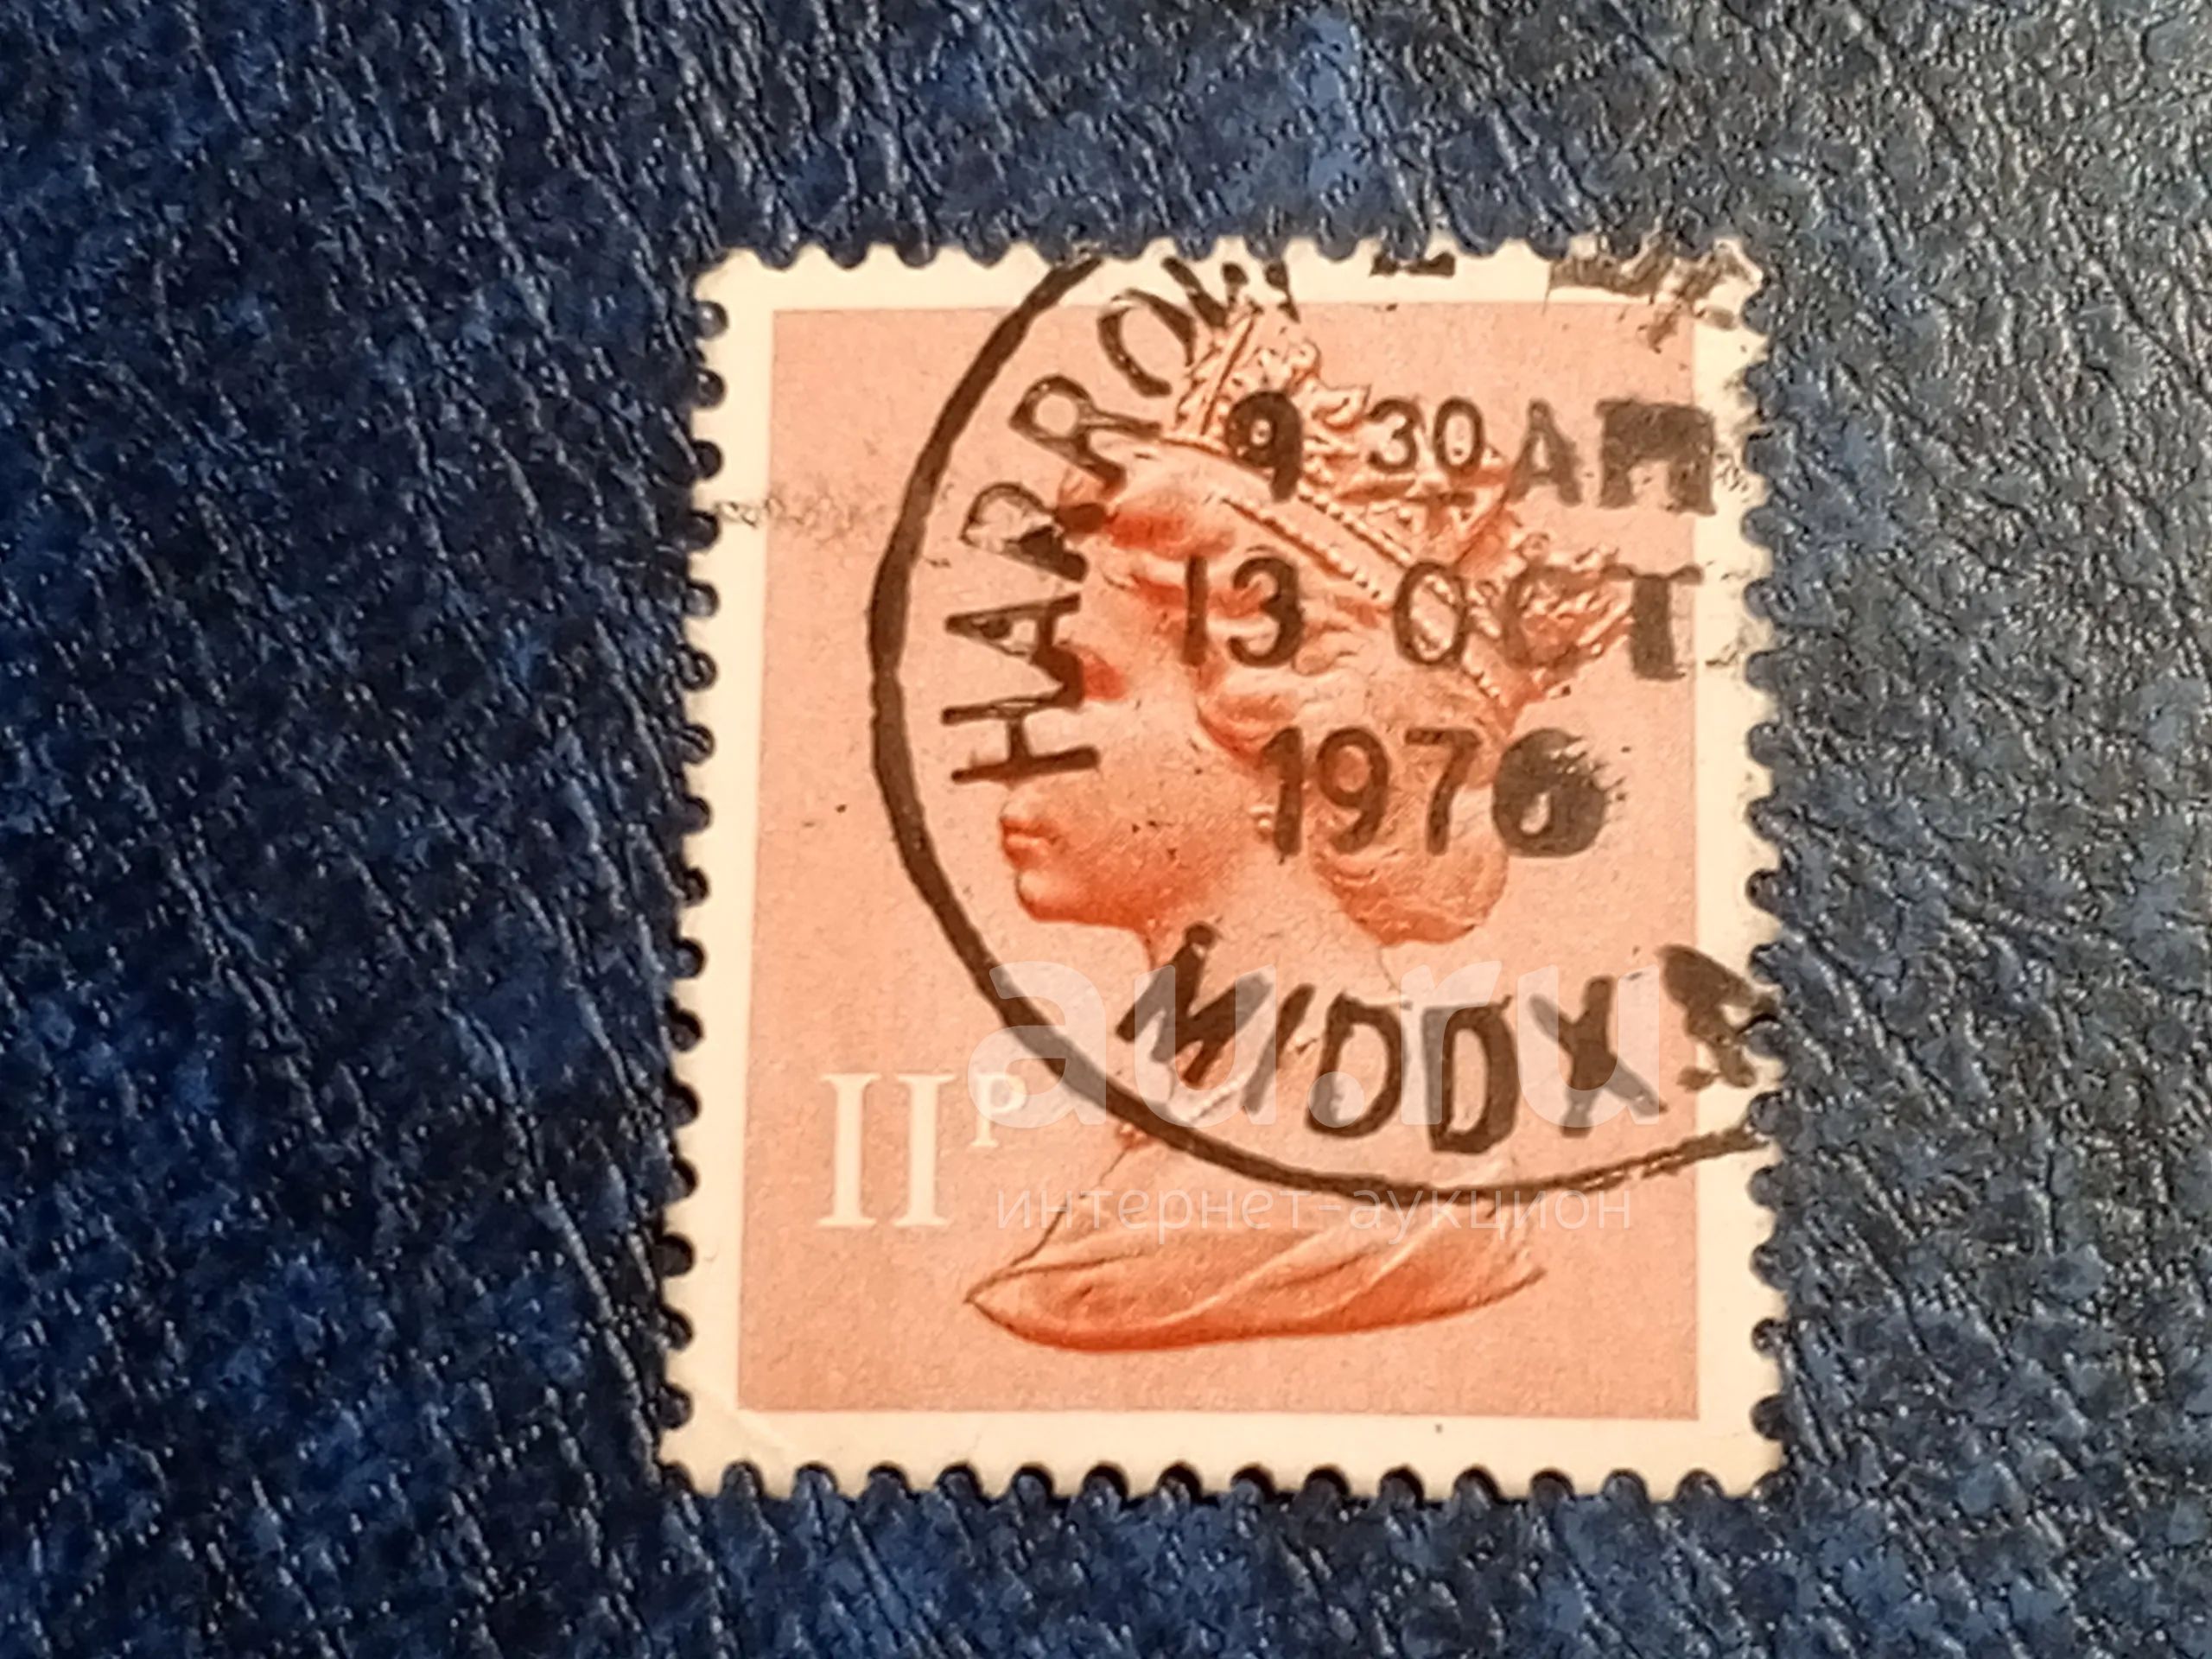 HARROW
9 30 AM
13 OCT
1976
MIDDX
11P
au.ru
интернет-аукцион